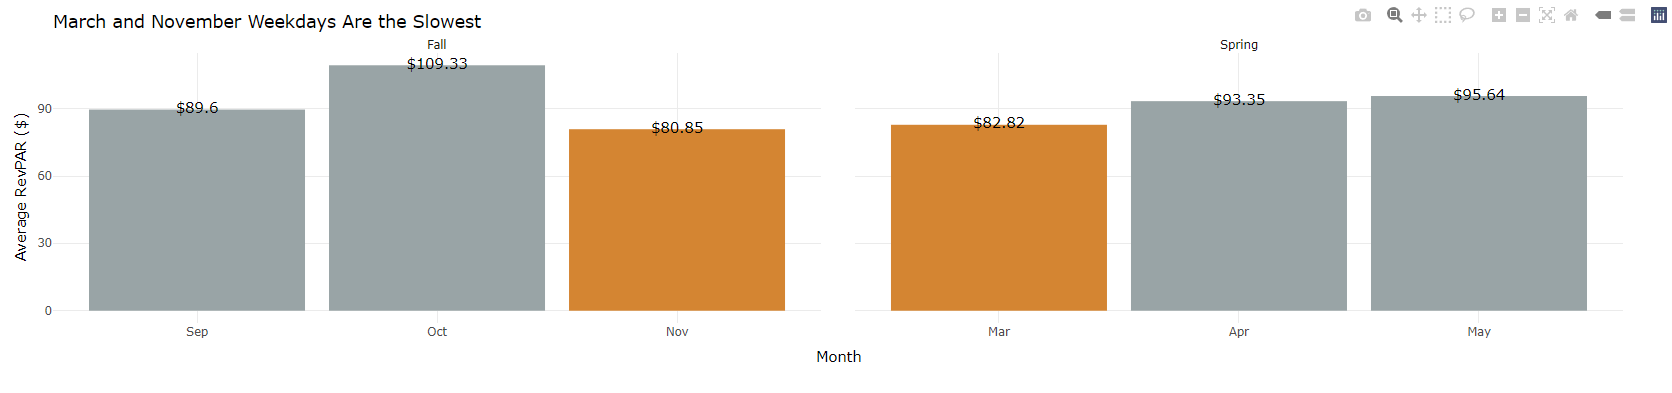 March and November Weekdays Are the Slowest
Fall
Spring
Average RevPAR ($)
90
60
30
0
$89.6
$109.33
$80.85
$82.82
$93.35
$95.64
Sep
Oct
Nov
Mar
Apr
May
Month